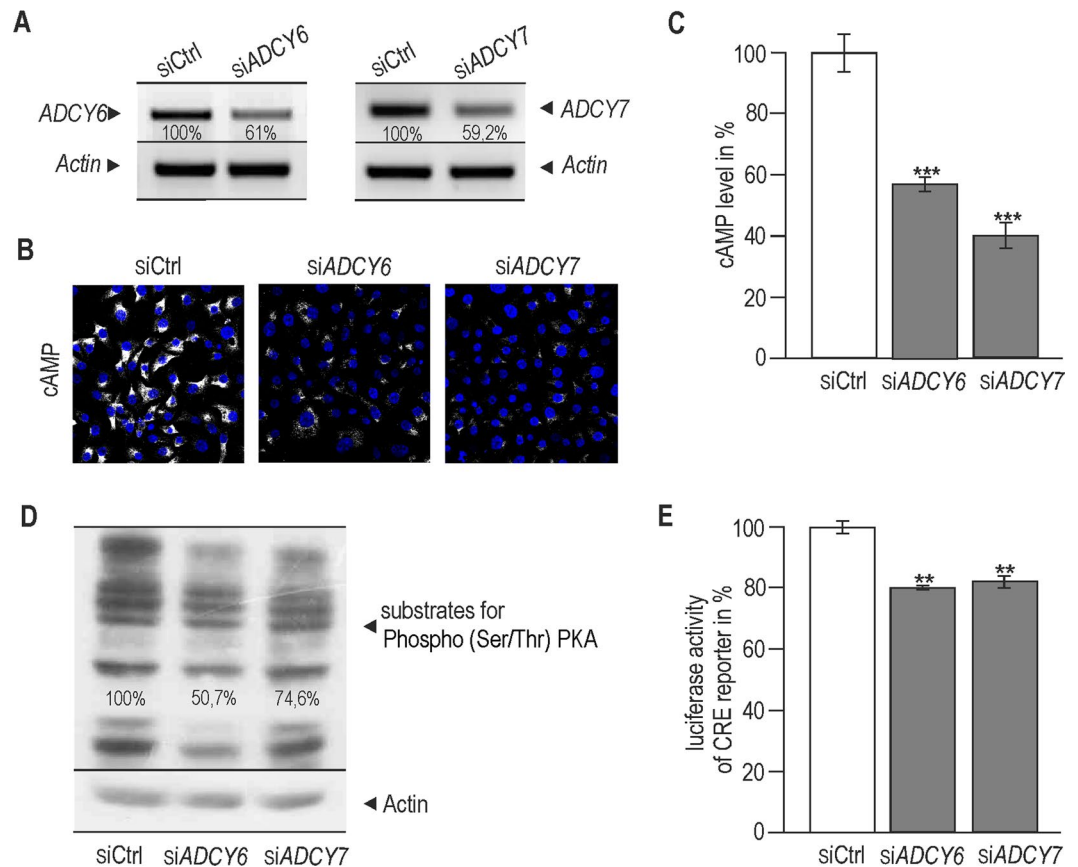 A
siCtrl siADCY6 siCtrl siADCY7
ADCY6 ADCY7
100% 61% 100% 59,2%
Actin Actin
B
siCtrl siADCY6 siADCY7
cAMP
C
cAMP level in %
100
80
60
40
20
0
*** ***
siCtrl siADCY6 siADCY7
D
substrates for
Phospho (Ser/Thr) PKA
100% 50,7% 74,6%
Actin
siCtrl siADCY6 siADCY7
E
luciferase activity
of CRE reporter in %
100
80
60
40
20
0
** **
siCtrl siADCY6 siADCY7